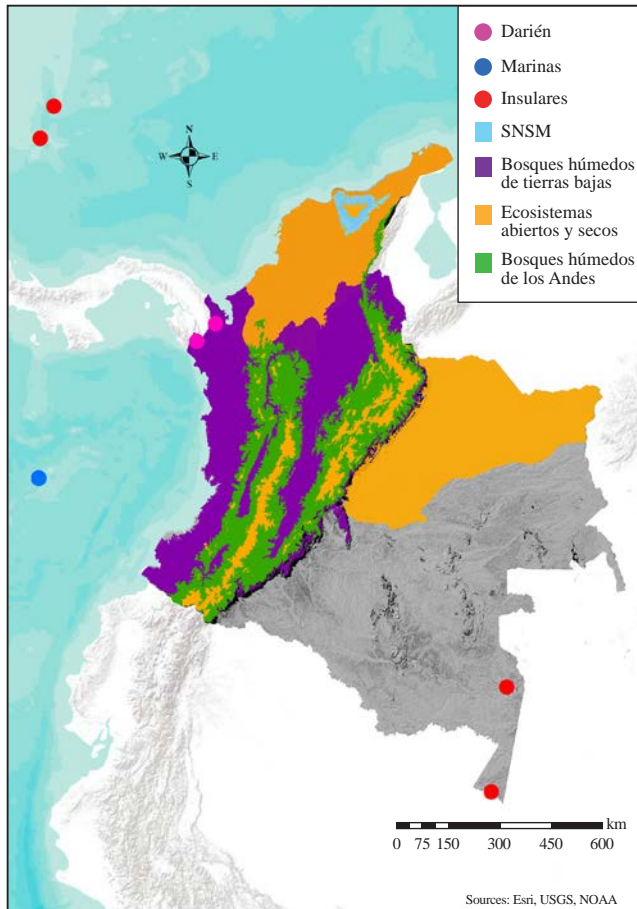 Darién
Marinas
Insulares
SNSM
Bosques húmedos
de tierras bajas
Ecosistemas
abiertos y secos
Bosques húmedos
de los Andes
N
W E
S
km
0 75 150 300 450 600
Sources: Esri, USGS, NOAA